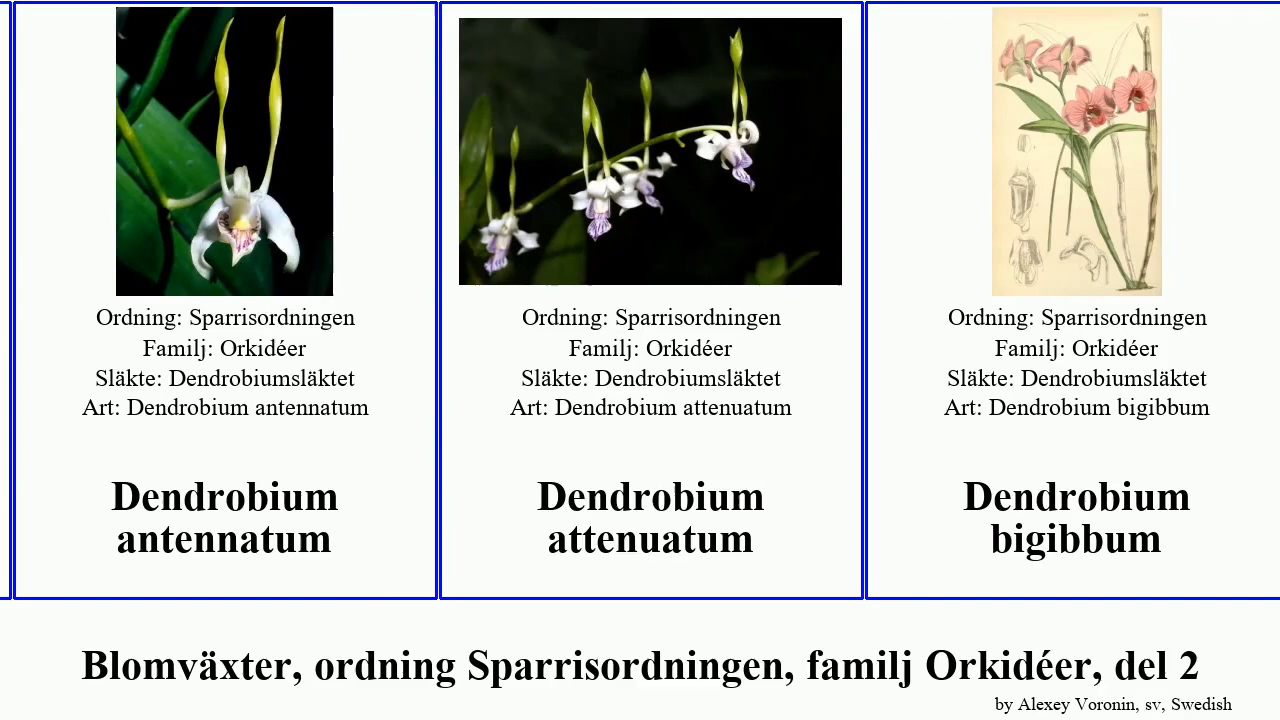 Ordning: Sparrisordningen
Familj: Orkidéer
Släkte: Dendrobiumsläktet
Art: Dendrobium antennatum
Dendrobium
antennatum
Ordning: Sparrisordningen
Familj: Orkidéer
Släkte: Dendrobiumsläktet
Art: Dendrobium attenuatum
Dendrobium
attenuatum
Ordning: Sparrisordningen
Familj: Orkidéer
Släkte: Dendrobiumsläktet
Art: Dendrobium bigibbum
Dendrobium
bigibbum
Blomväxter, ordning Sparrisordningen, familj Orkidéer, del 2
by Alexey Voronin, sv, Swedish